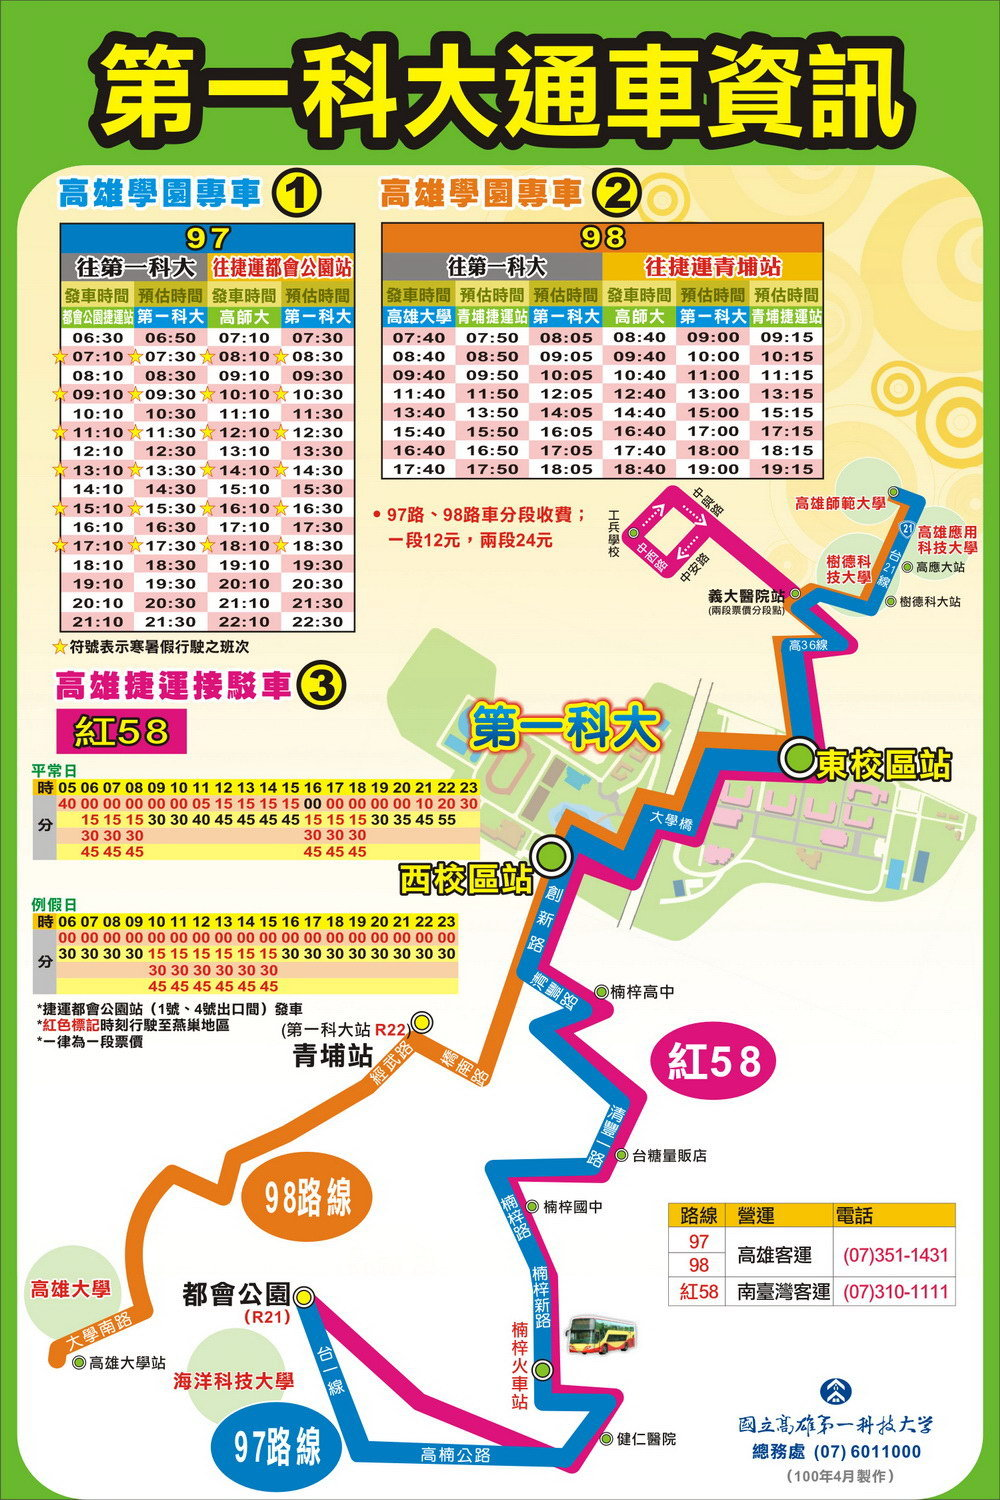 第一科大通車資訊
高雄學園專車 1
97
往第一科大 往捷運都會公園站
發車時間 預估時間 發車時間 預估時間
都會公園捷運站 第一科大 高師大 第一科大
06:30 06:50 07:10 07:30
☆07:10 ☆07:30 ☆08:10 ☆08:30
08:10 08:30 09:10 09:30
☆09:10 ☆09:30 ☆10:10 ☆10:30
10:10 10:30 11:10 11:30
☆11:10 ☆11:30 ☆12:10 ☆12:30
12:10 12:30 13:10 13:30
☆13:10 ☆13:30 ☆14:10 ☆14:30
14:10 14:30 15:10 15:30
☆15:10 ☆15:30 ☆16:10 ☆16:30
16:10 16:30 17:10 17:30
☆17:10 ☆17:30 ☆18:10 ☆18:30
18:10 18:30 19:10 19:30
19:10 19:30 20:10 20:30
20:10 20:30 21:10 21:30
21:10 21:30 22:10 22:30
☆符號表示寒暑假行駛之班次
高雄學園專車 2
98
往第一科大 往捷運青埔站
發車時間 預估時間 預估時間 發車時間 預估時間 預估時間
高雄大學 青埔捷運站 第一科大 高師大 第一科大 青埔捷運站
07:40 07:50 08:05 08:40 09:00 09:15
08:40 08:50 09:05 09:40 10:00 10:15
09:40 09:50 10:05 10:40 11:00 11:15
11:40 11:50 12:05 12:40 13:00 13:15
13:40 13:50 14:05 14:40 15:00 15:15
15:40 15:50 16:05 16:40 17:00 17:15
16:40 16:50 17:05 17:40 18:00 18:15
17:40 17:50 18:05 18:40 19:00 19:15
• 97路、98路車分段收費；
一段12元，兩段24元
高雄捷運接駁車 3
紅58
平常日
時 05 06 07 08 09 10 11 12 13 14 15 16 17 18 19 20 21 22 23
分
40 00 00 00 00 00 05 15 15 15 15 00 00 00 00 00 10 20 30
15 15 15 30 30 40 45 45 45 45 15 15 15 30 35 45 55
30 30 30 30 30 30
45 45 45 45 45 45
例假日
時 06 07 08 09 10 11 12 13 14 15 16 17 18 19 20 21 22 23
分
00 00 00 00 00 00 00 00 00 00 00 00 00 00 00 00 00 00
30 30 30 30 15 15 15 15 15 15 30 30 30 30 30 30 30 30
30 30 30 30 30 30
45 45 45 45 45 45
*捷運都會公園站（1號、4號出口間）發車
*紅色標記時刻行駛至燕巢地區
*一律為一段票價
工兵學校
中興路
中西路
中安路
高雄師範大學
21
台21線
高雄應用
科技大學
高應大站
樹德科
技大學
樹德科大站
義大醫院站
(兩段票價分段點)
高36線
第一科大
東校區站
大學橋
西校區站
創新路
清豐路
楠梓高中
(第一科大站 R22)
青埔站
經武路
橋南路
紅58
清豐一路
台糖量販店
98路線
楠梓路
楠梓國中
高雄大學
大學南路
高雄大學站
都會公園
(R21)
楠梓新路
楠梓火車站
台一線
海洋科技大學
97路線
高楠公路
健仁醫院
路線 營運 電話
97
98 高雄客運 (07)351-1431
紅58 南臺灣客運 (07)310-1111
國立高雄第一科技大學
總務處 (07) 6011000
（100年4月製作）